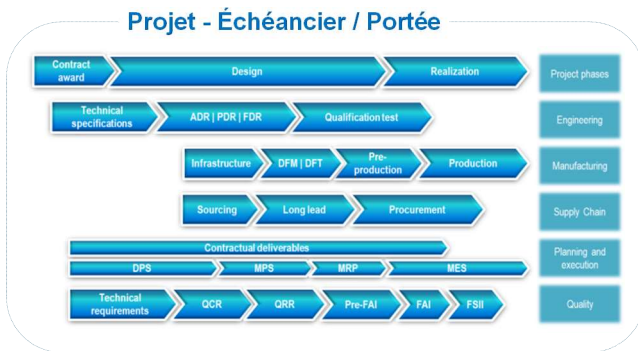 Projet - Échéancier / Portée
Contract
award
Design
Realization
Project phases
Technical
specifications
ADR | PDR | FDR
Qualification test
Engineering
Infrastructure
DFM | DFT
Pre-
production
Production
Manufacturing
Sourcing
Long lead
Procurement
Supply Chain
Contractual deliverables
DPS
MPS
MRP
MES
Planning and
execution
Technical
requirements
QCR
QRR
Pre-FAI
FAI
FSII
Quality